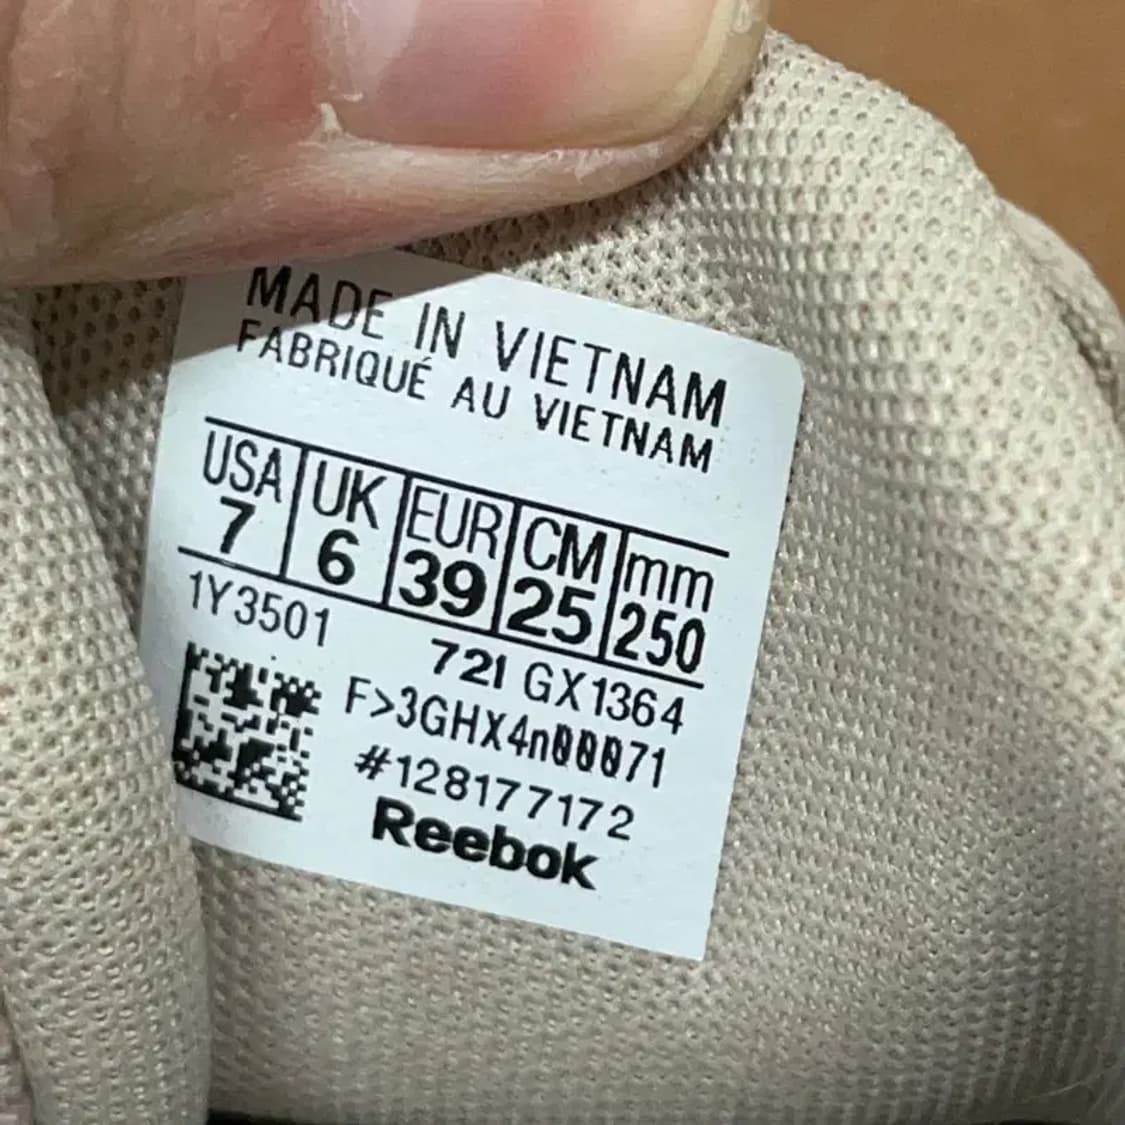 MADE IN VIETNAM
FABRIQUÉ AU VIETNAM
USA UK EUR CM mm
7 6 39 25 250
1Y3501 721 GX1364
F>3GHX4n00071
#128177172
Reebok